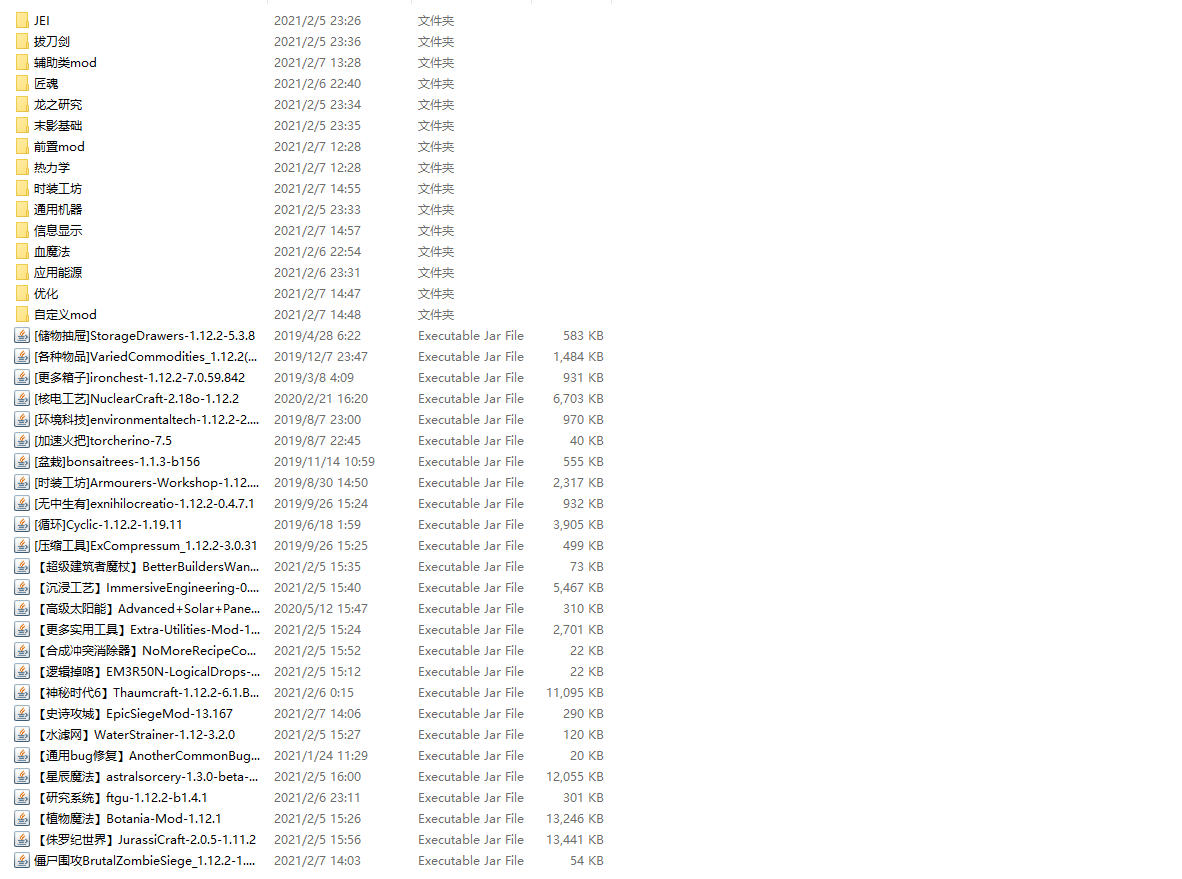 JEI 2021/2/5 23:26 文件夹
拔刀剑 2021/2/5 23:36 文件夹
辅助类mod 2021/2/7 13:28 文件夹
匠魂 2021/2/6 22:40 文件夹
龙之研究 2021/2/5 23:34 文件夹
末影基础 2021/2/5 23:35 文件夹
前置mod 2021/2/7 12:28 文件夹
热力学 2021/2/7 12:28 文件夹
时装工坊 2021/2/7 14:55 文件夹
通用机器 2021/2/5 23:33 文件夹
信息显示 2021/2/7 14:57 文件夹
血魔法 2021/2/6 22:54 文件夹
应用能源 2021/2/6 23:31 文件夹
优化 2021/2/7 14:47 文件夹
自定义mod 2021/2/7 14:48 文件夹
[储物抽屉]StorageDrawers-1.12.2-5.3.8 2019/4/28 6:22 Executable Jar File 583 KB
[各种物品]VariedCommodities_1.12.2(... 2019/12/7 23:47 Executable Jar File 1,484 KB
[更多箱子]ironchest-1.12.2-7.0.59.842 2019/3/8 4:09 Executable Jar File 931 KB
[核电工艺]NuclearCraft-2.18o-1.12.2 2020/2/21 16:20 Executable Jar File 6,703 KB
[环境科技]environmentaltech-1.12.2-2.... 2019/8/7 23:00 Executable Jar File 970 KB
[加速火把]torcherino-7.5 2019/8/7 22:45 Executable Jar File 40 KB
[盆栽]bonsaitrees-1.1.3-b156 2019/11/14 10:59 Executable Jar File 555 KB
[时装工坊]Armourers-Workshop-1.12.... 2019/8/30 14:50 Executable Jar File 2,317 KB
[无中生有]exnihilocreatio-1.12.2-0.4.7.1 2019/9/26 15:24 Executable Jar File 932 KB
[循环]Cyclic-1.12.2-1.19.11 2019/6/18 1:59 Executable Jar File 3,905 KB
[压缩工具]ExCompressum_1.12.2-3.0.31 2019/9/26 15:25 Executable Jar File 499 KB
【超级建筑者魔杖】BetterBuildersWan... 2021/2/5 15:35 Executable Jar File 73 KB
【沉浸工艺】ImmersiveEngineering-0.... 2021/2/5 15:40 Executable Jar File 5,467 KB
【高级太阳能】Advanced+Solar+Pane... 2020/5/12 15:47 Executable Jar File 310 KB
【更多实用工具】Extra-Utilities-Mod-1... 2021/2/5 15:24 Executable Jar File 2,701 KB
【合成冲突消除器】NoMoreRecipeCo... 2021/2/5 15:52 Executable Jar File 22 KB
【逻辑掉咯】EM3R50N-LogicalDrops-... 2021/2/5 15:12 Executable Jar File 22 KB
【神秘时代6】Thaumcraft-1.12.2-6.1.B... 2021/2/6 0:15 Executable Jar File 11,095 KB
【史诗攻城】EpicSiegeMod-13.167 2021/2/7 14:06 Executable Jar File 290 KB
【水滤网】WaterStrainer-1.12-3.2.0 2021/2/5 15:27 Executable Jar File 120 KB
【通用bug修复】AnotherCommonBug... 2021/1/24 11:29 Executable Jar File 20 KB
【星辰魔法】astralsorcery-1.3.0-beta-... 2021/2/5 16:00 Executable Jar File 12,055 KB
【研究系统】ftgu-1.12.2-b1.4.1 2021/2/6 23:11 Executable Jar File 301 KB
【植物魔法】Botania-Mod-1.12.1 2021/2/5 15:26 Executable Jar File 13,246 KB
【侏罗纪世界】JurassiCraft-2.0.5-1.11.2 2021/2/5 15:56 Executable Jar File 13,441 KB
僵尸围攻BrutalZombieSiege_1.12.2-1.... 2021/2/7 14:03 Executable Jar File 54 KB